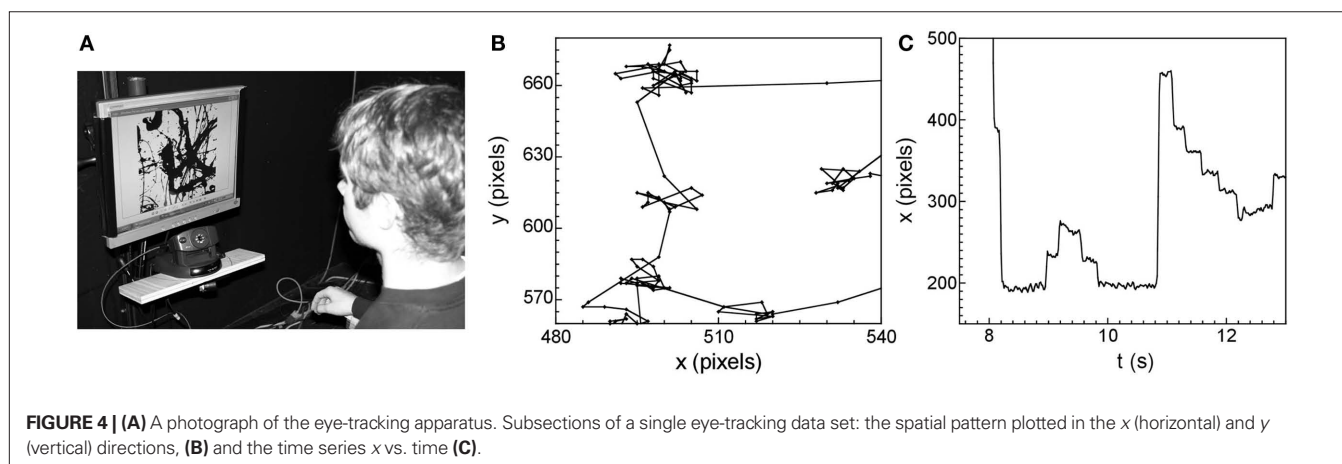 A
B
C
660
630
600
570
480
510
540
y (pixels)
x (pixels)
500
400
300
200
8
10
12
x (pixels)
t (s)
FIGURE 4 | (A) A photograph of the eye-tracking apparatus. Subsections of a single eye-tracking data set: the spatial pattern plotted in the x (horizontal) and y
(vertical) directions, (B) and the time series x vs. time (C).